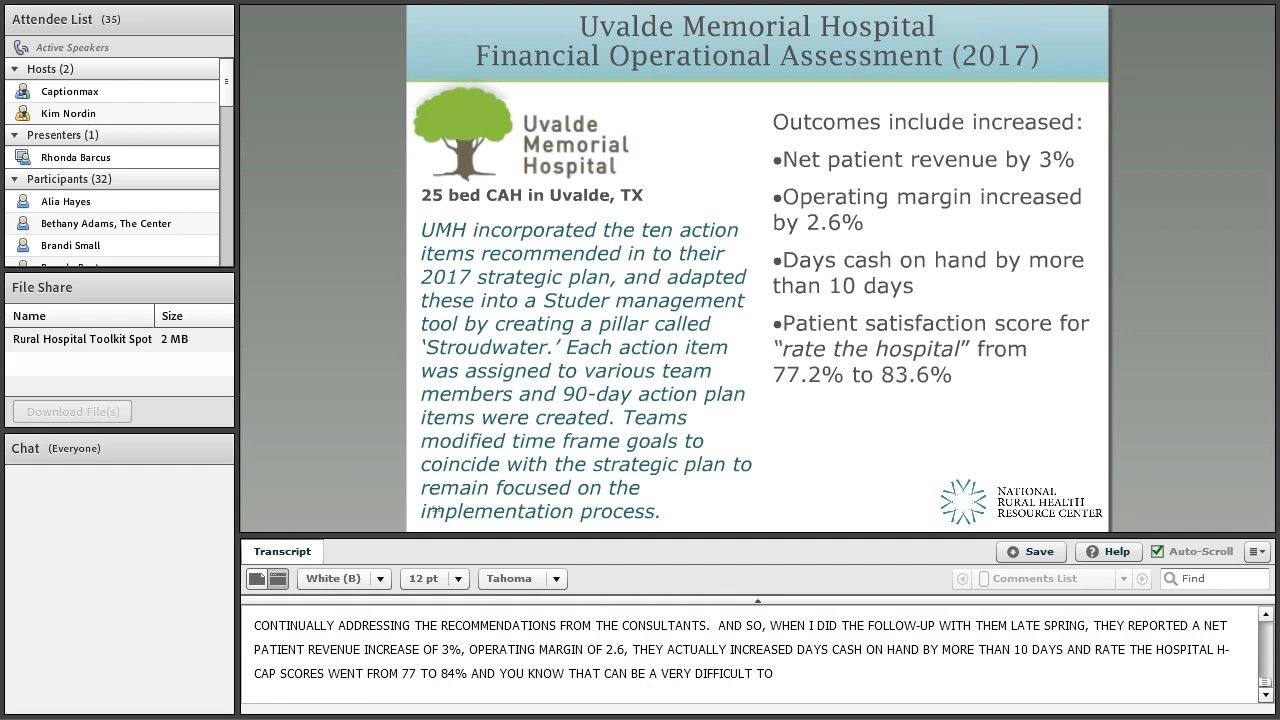 Attendee List (35)
Active Speakers
Hosts (2)
Captionmax
Kim Nordin
Presenters (1)
Rhonda Barcus
Participants (32)
Alia Hayes
Bethany Adams, The Center
Brandi Small
File Share
Name Size
Rural Hospital Toolkit Spot 2 MB
Download File(s)
Chat (Everyone)
Uvalde Memorial Hospital
Financial Operational Assessment (2017)
Uvalde
Memorial
Hospital
25 bed CAH in Uvalde, TX
UMH incorporated the ten action
items recommended in to their
2017 strategic plan, and adapted
these into a Studer management
tool by creating a pillar called
‘Stroudwater.’ Each action item
was assigned to various team
members and 90-day action plan
items were created. Teams
modified time frame goals to
coincide with the strategic plan to
remain focused on the
implementation process.
Outcomes include increased:
•Net patient revenue by 3%
•Operating margin increased
by 2.6%
•Days cash on hand by more
than 10 days
•Patient satisfaction score for
“rate the hospital” from
77.2% to 83.6%
NATIONAL
RURAL HEALTH
RESOURCE CENTER
Transcript
Save Help Auto-Scroll
White (B) 12 pt Tahoma Comments List Find
CONTINUALLY ADDRESSING THE RECOMMENDATIONS FROM THE CONSULTANTS. AND SO, WHEN I DID THE FOLLOW-UP WITH THEM LATE SPRING, THEY REPORTED A NET
PATIENT REVENUE INCREASE OF 3%, OPERATING MARGIN OF 2.6, THEY ACTUALLY INCREASED DAYS CASH ON HAND BY MORE THAN 10 DAYS AND RATE THE HOSPITAL H-
CAP SCORES WENT FROM 77 TO 84% AND YOU KNOW THAT CAN BE A VERY DIFFICULT TO